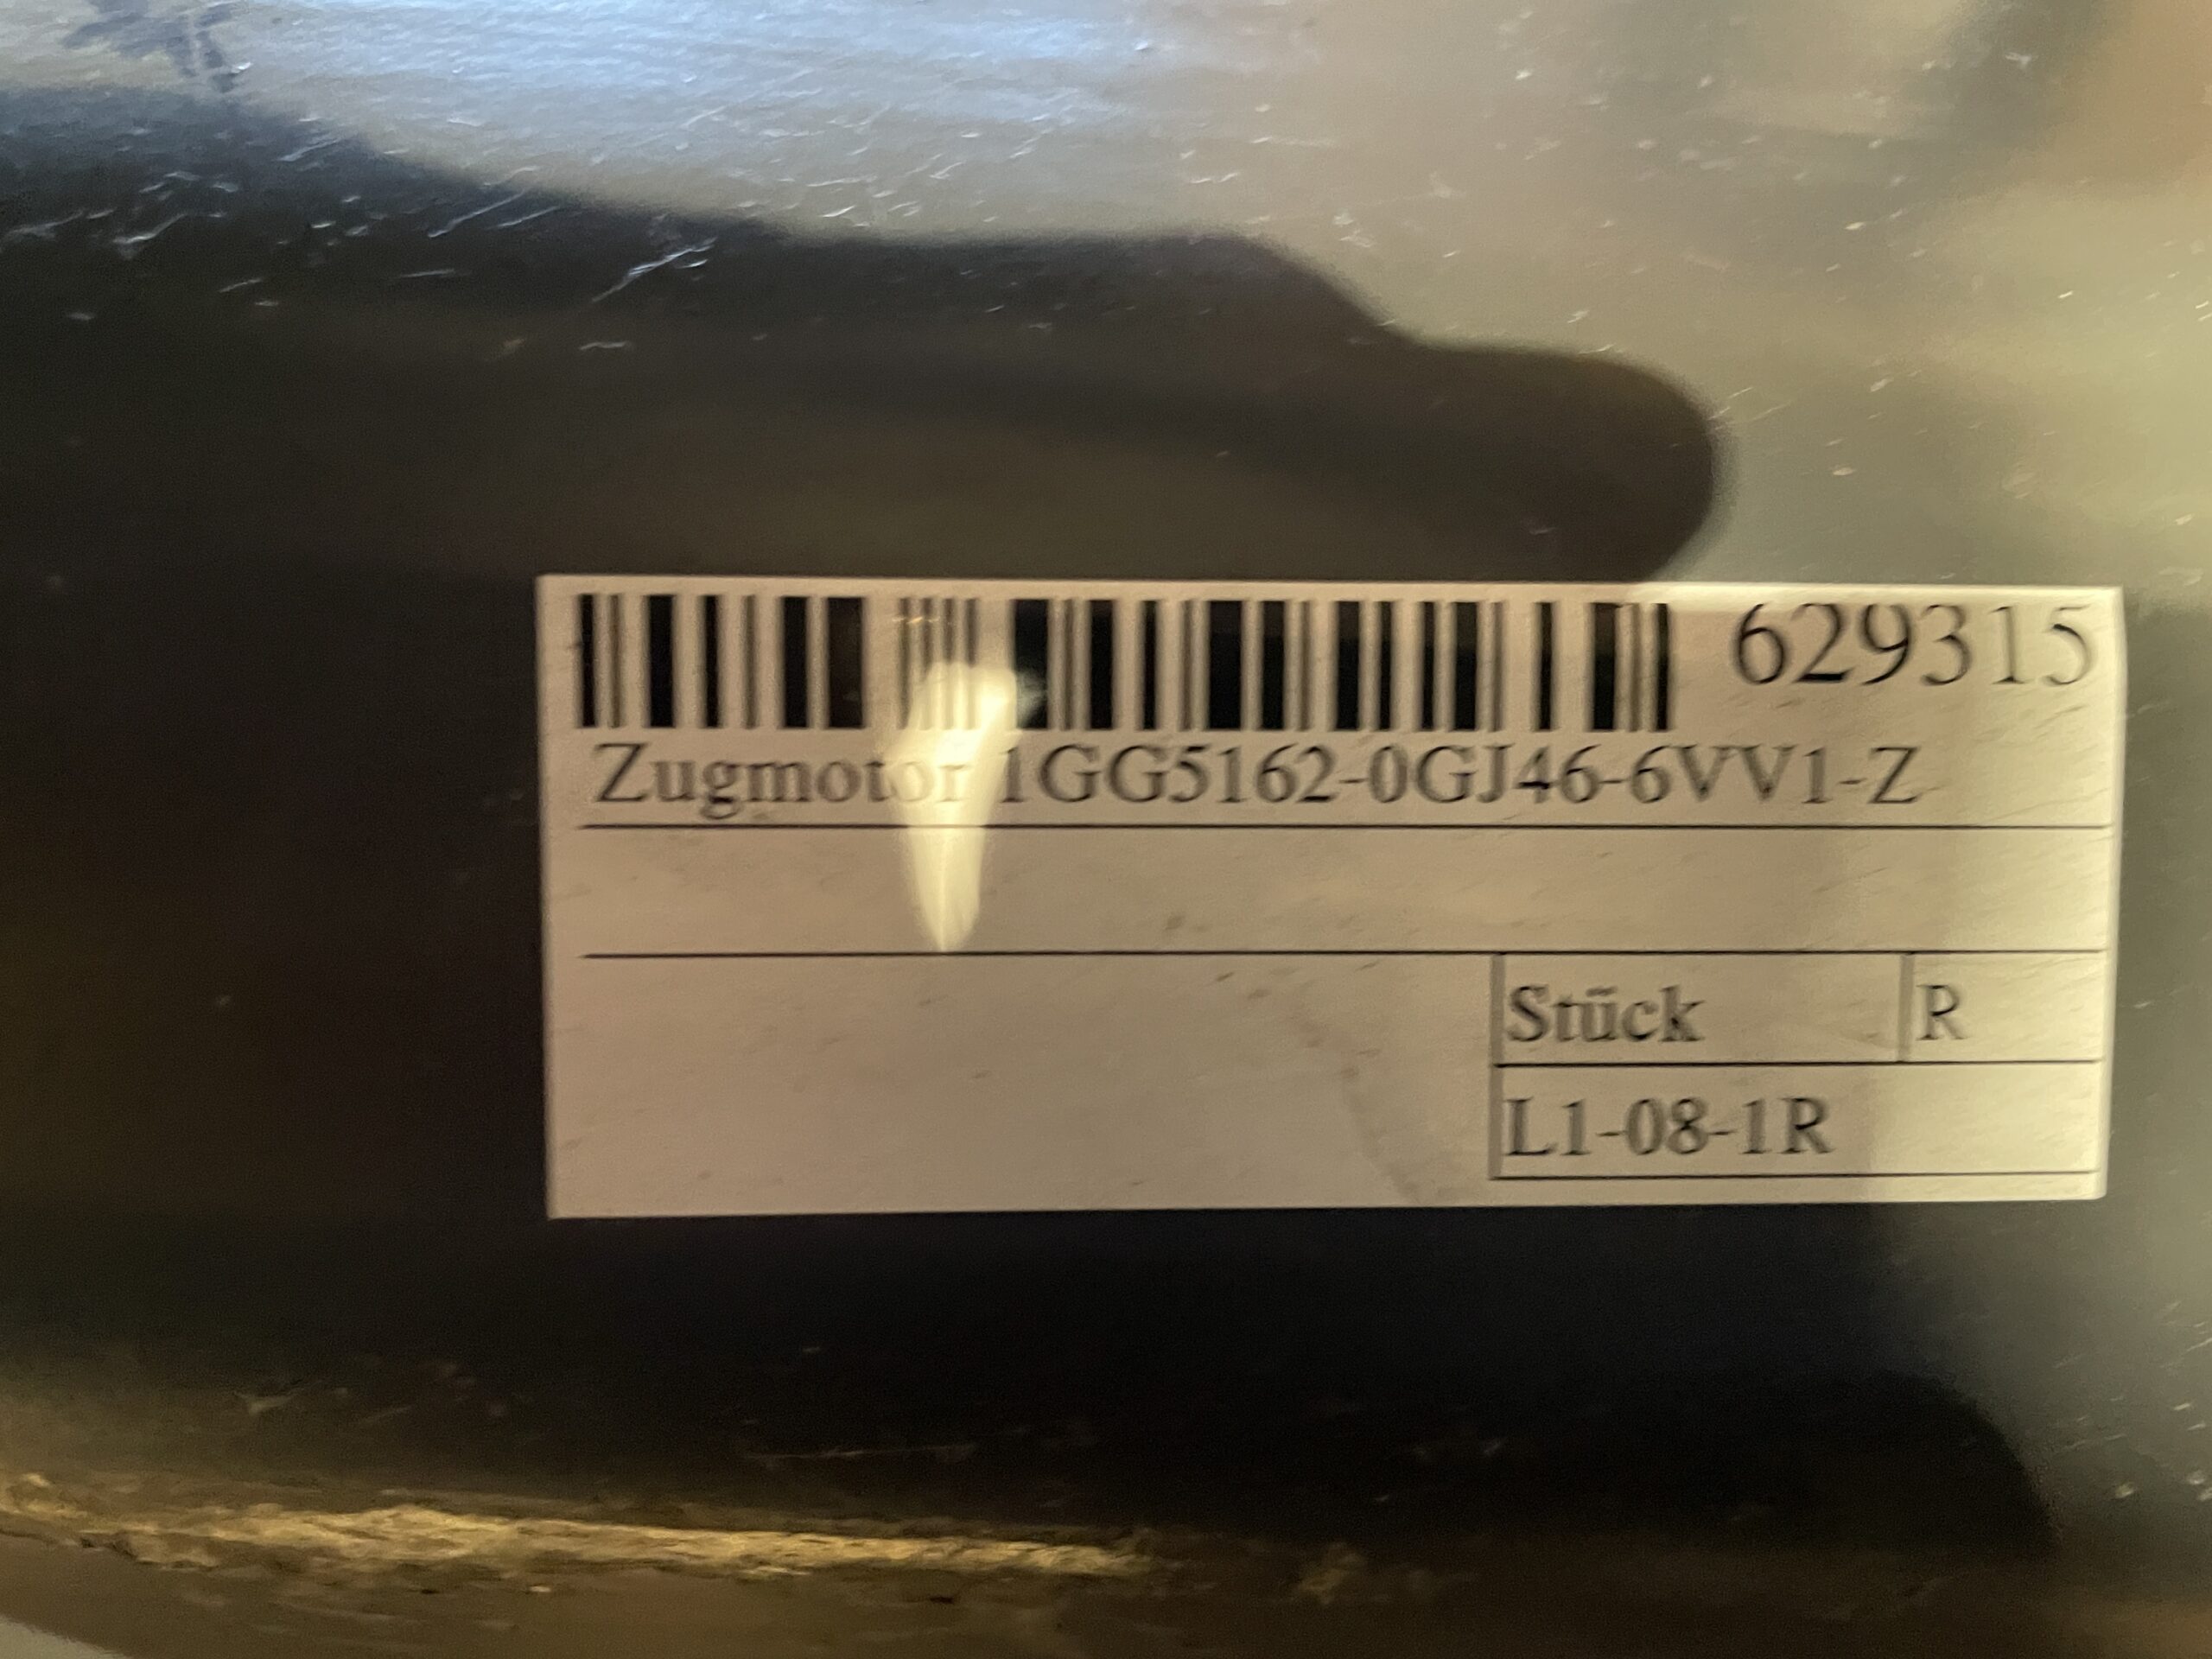 629315
Zugmotor 1GG5162-0GJ46-6VV1-Z
Stück R
L1-08-1R